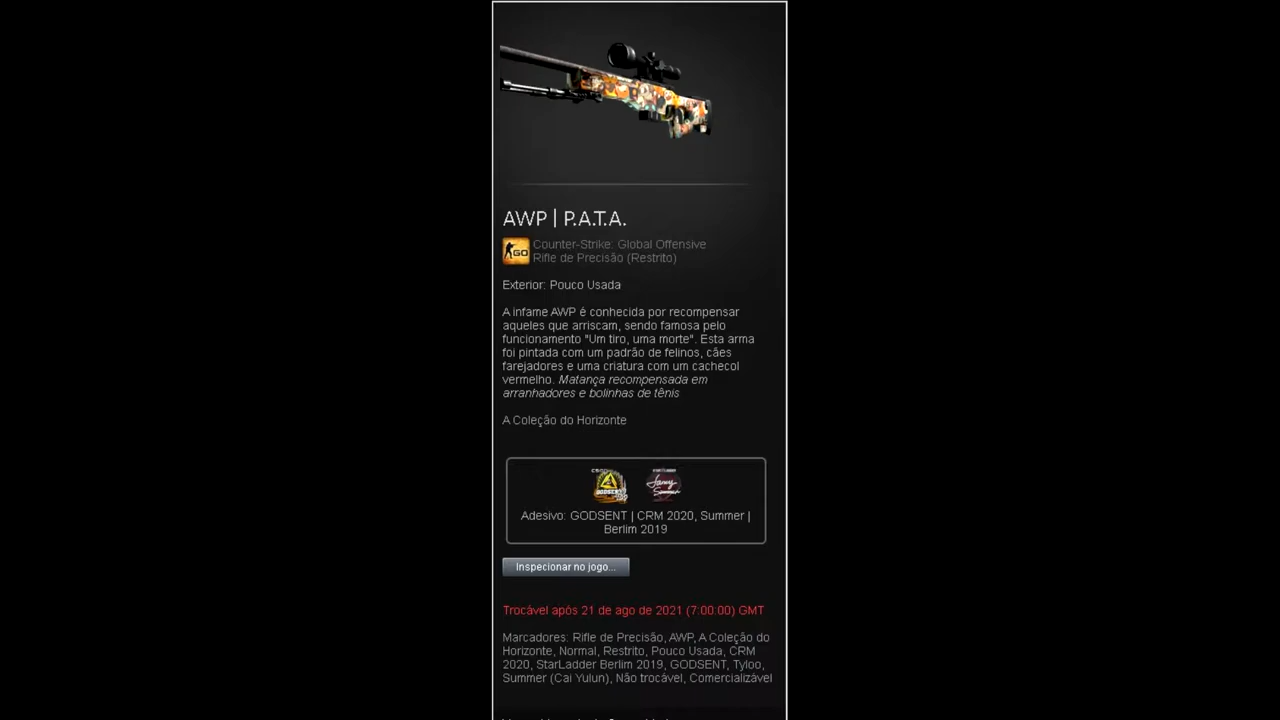 AWP | P.A.T.A.
GO
Counter-Strike: Global Offensive
Rifle de Precisão (Restrito)
Exterior: Pouco Usada
A infame AWP é conhecida por recompensar
aqueles que arriscam, sendo famosa pelo
funcionamento "Um tiro, uma morte". Esta arma
foi pintada com um padrão de felinos, cães
farejadores e uma criatura com um cachecol
vermelho. Matança recompensada em
arranhadores e bolinhas de tênis
A Coleção do Horizonte
GODSENT
Adesivo: GODSENT | CRM 2020, Summer |
Berlim 2019
Inspecionar no jogo...
Trocável após 21 de ago de 2021 (7:00:00) GMT
Marcadores: Rifle de Precisão, AWP, A Coleção do
Horizonte, Normal, Restrito, Pouco Usada, CRM
2020, StarLadder Berlim 2019, GODSENT, Tyloo,
Summer (Cai Yulun), Não trocável, Comercializável